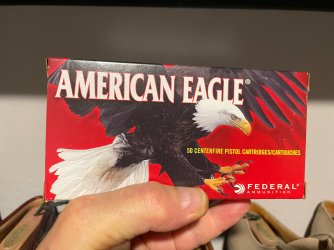 AMERICAN EAGLE®
50 CENTERFIRE PISTOL CARTRIDGES/CARTOUCHES
FEDERAL
AMMUNITION